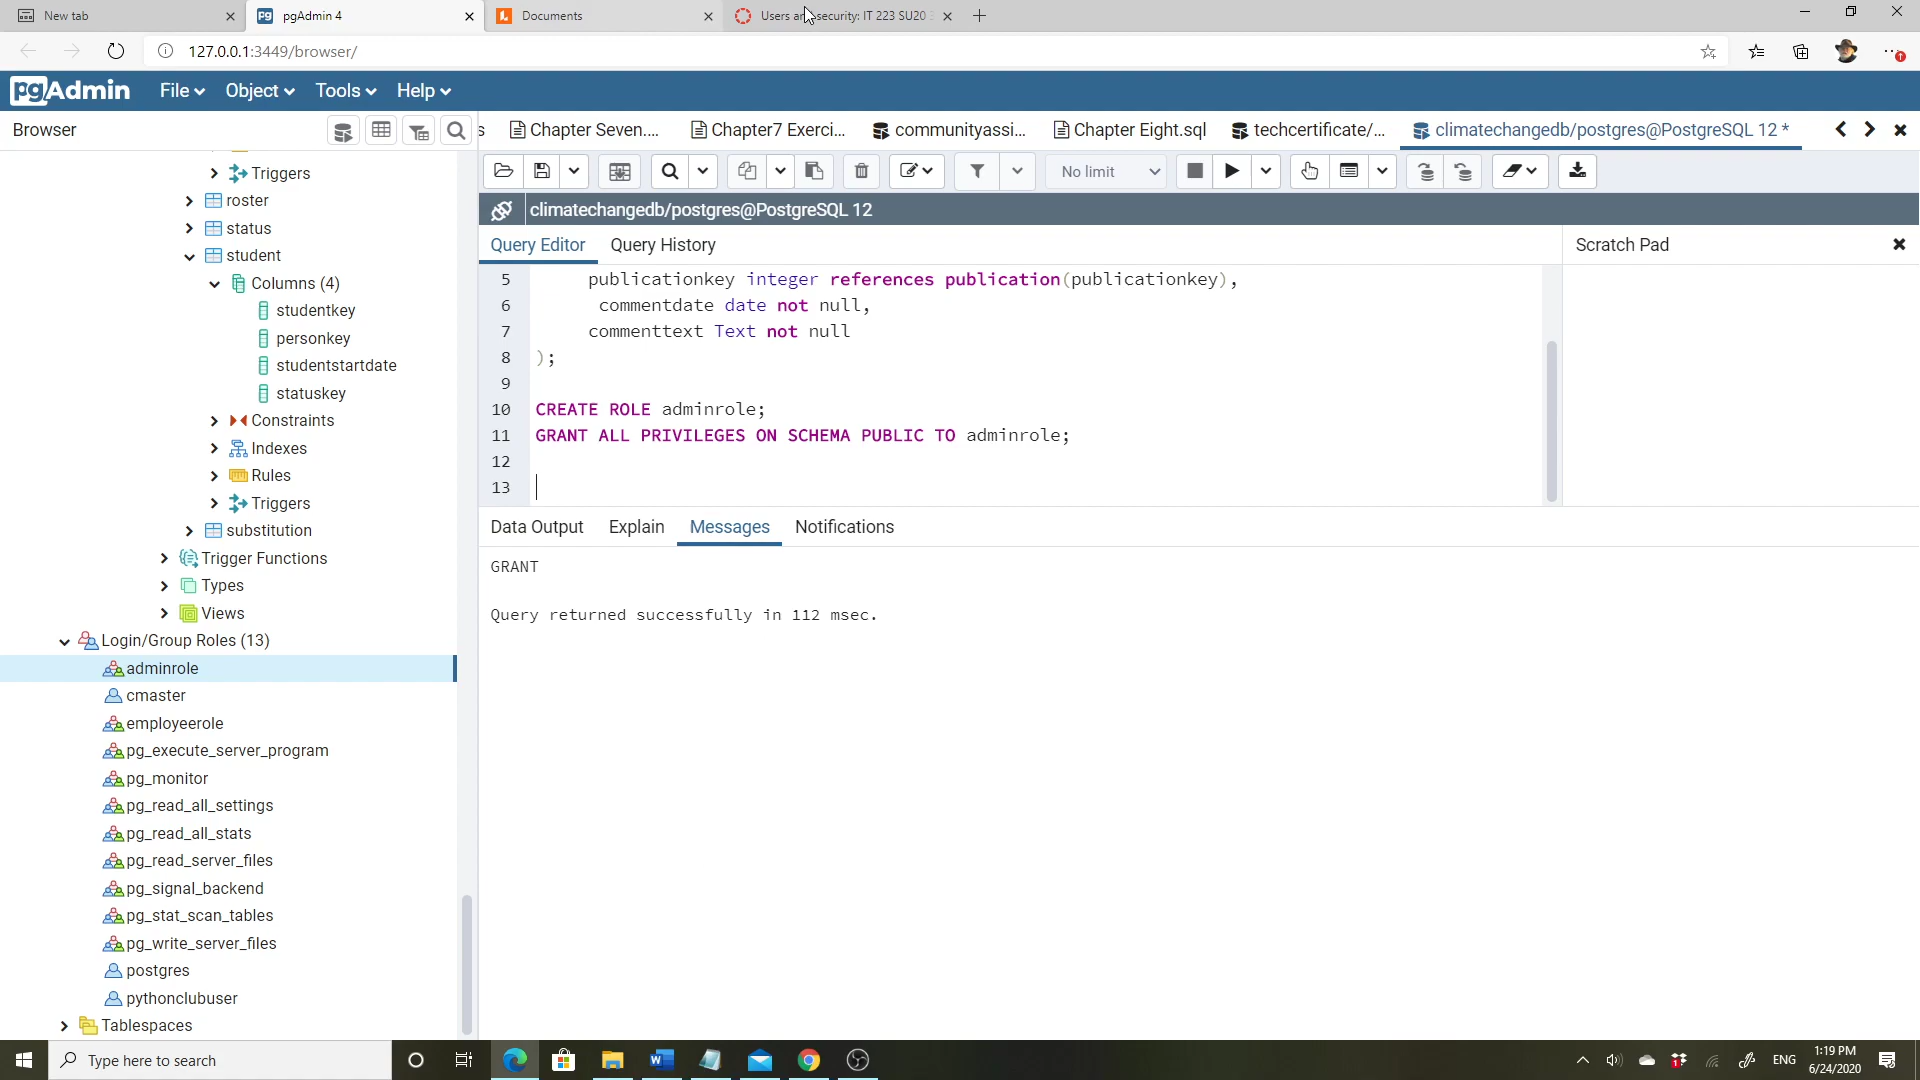 New tab
pgAdmin 4
Documents
Users an security: IT 223 SU20
127.0.0.1:3449/browser/
pgAdmin
File
Object
Tools
Help
Browser
s
Chapter Seven....
Chapter7 Exerci...
communityassi...
Chapter Eight.sql
techcertificate/...
climatechangedb/postgres@PostgreSQL 12 *
No limit
climatechangedb/postgres@PostgreSQL 12
Query Editor
Query History
Scratch Pad
5 publicationkey integer references publication(publicationkey),
6 commentdate date not null,
7 commenttext Text not null
8 );
9
10 CREATE ROLE adminrole;
11 GRANT ALL PRIVILEGES ON SCHEMA PUBLIC TO adminrole;
12
13
Data Output
Explain
Messages
Notifications
GRANT
Query returned successfully in 112 msec.
Triggers
roster
status
student
Columns (4)
studentkey
personkey
studentstartdate
statuskey
Constraints
Indexes
Rules
Triggers
substitution
Trigger Functions
Types
Views
Login/Group Roles (13)
adminrole
cmaster
employeerole
pg_execute_server_program
pg_monitor
pg_read_all_settings
pg_read_all_stats
pg_read_server_files
pg_signal_backend
pg_stat_scan_tables
pg_write_server_files
postgres
pythonclubuser
Tablespaces
Type here to search
ENG
1:19 PM
6/24/2020